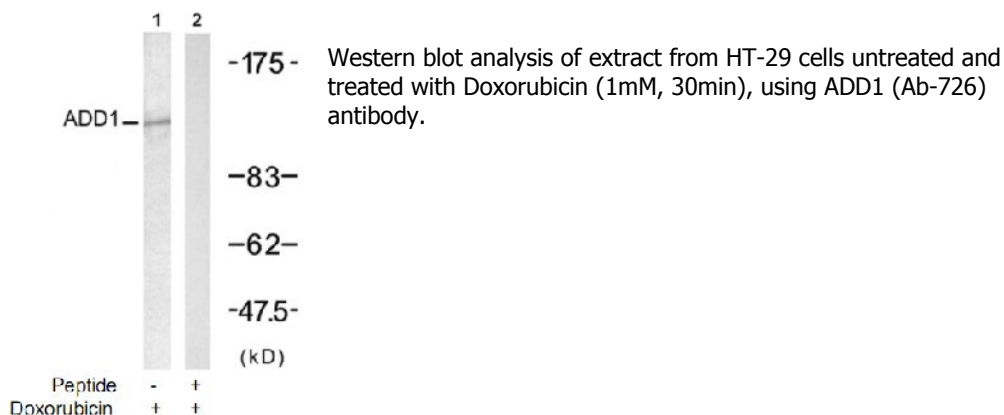 1 2
-175-
Western blot analysis of extract from HT-29 cells untreated and
treated with Doxorubicin (1mM, 30min), using ADD1 (Ab-726)
antibody.
ADD1–
–83–
–62–
-47.5-
(kD)
Peptide - +
Doxorubicin + +